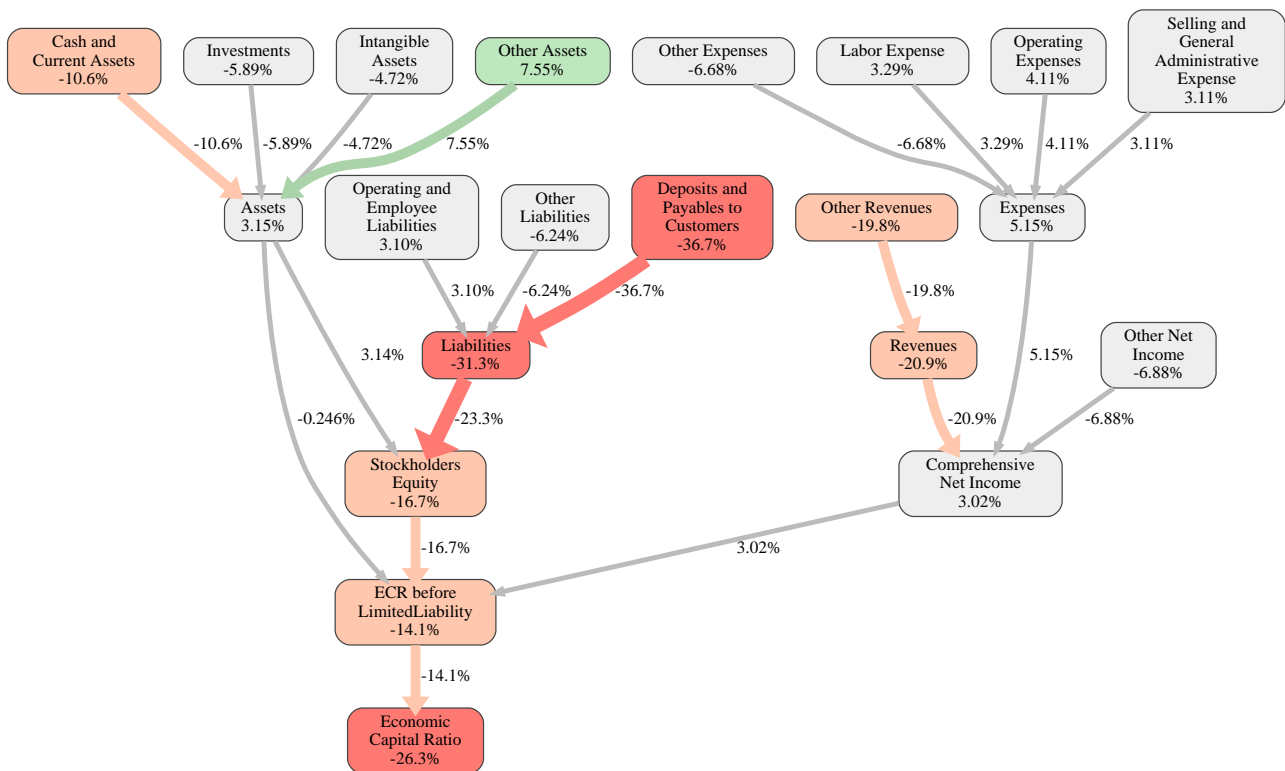 Cash and
Current Assets
-10.6%
Investments
-5.89%
Intangible
Assets
-4.72%
Other Assets
7.55%
Other Expenses
-6.68%
Labor Expense
3.29%
Operating
Expenses
4.11%
Selling and
General
Administrative
Expense
3.11%
-10.6%
-5.89%
-4.72%
7.55%
-6.68%
3.29%
4.11%
3.11%
Assets
3.15%
Operating and
Employee
Liabilities
3.10%
Other
Liabilities
-6.24%
Deposits and
Payables to
Customers
-36.7%
Other Revenues
-19.8%
Expenses
5.15%
3.10%
-6.24%
-36.7%
-19.8%
Liabilities
-31.3%
Revenues
-20.9%
Other Net
Income
-6.88%
3.14%
5.15%
-0.246%
-23.3%
-20.9%
-6.88%
Stockholders
Equity
-16.7%
Comprehensive
Net Income
3.02%
-16.7%
3.02%
ECR before
LimitedLiability
-14.1%
-14.1%
Economic
Capital Ratio
-26.3%